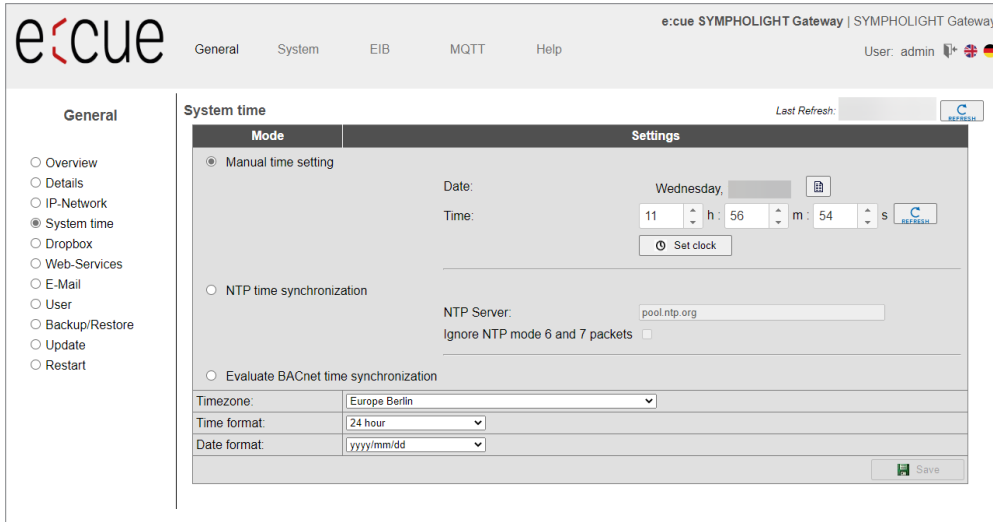 e:cue SYMPHOLIGHT Gateway | SYMPHOLIGHT Gateway
e:cue
General System EIB MQTT Help
User: admin
General
System time
Last Refresh:
REFRESH
Mode Settings
Overview
Details
IP-Network
System time
Dropbox
Web-Services
E-Mail
User
Backup/Restore
Update
Restart
Manual time setting
Date: Wednesday,
Time: 11 h : 56 m : 54 s REFRESH
Set clock
NTP time synchronization
NTP Server: pool.ntp.org
Ignore NTP mode 6 and 7 packets
Evaluate BACnet time synchronization
Timezone: Europe Berlin
Time format: 24 hour
Date format: yyyy/mm/dd
Save